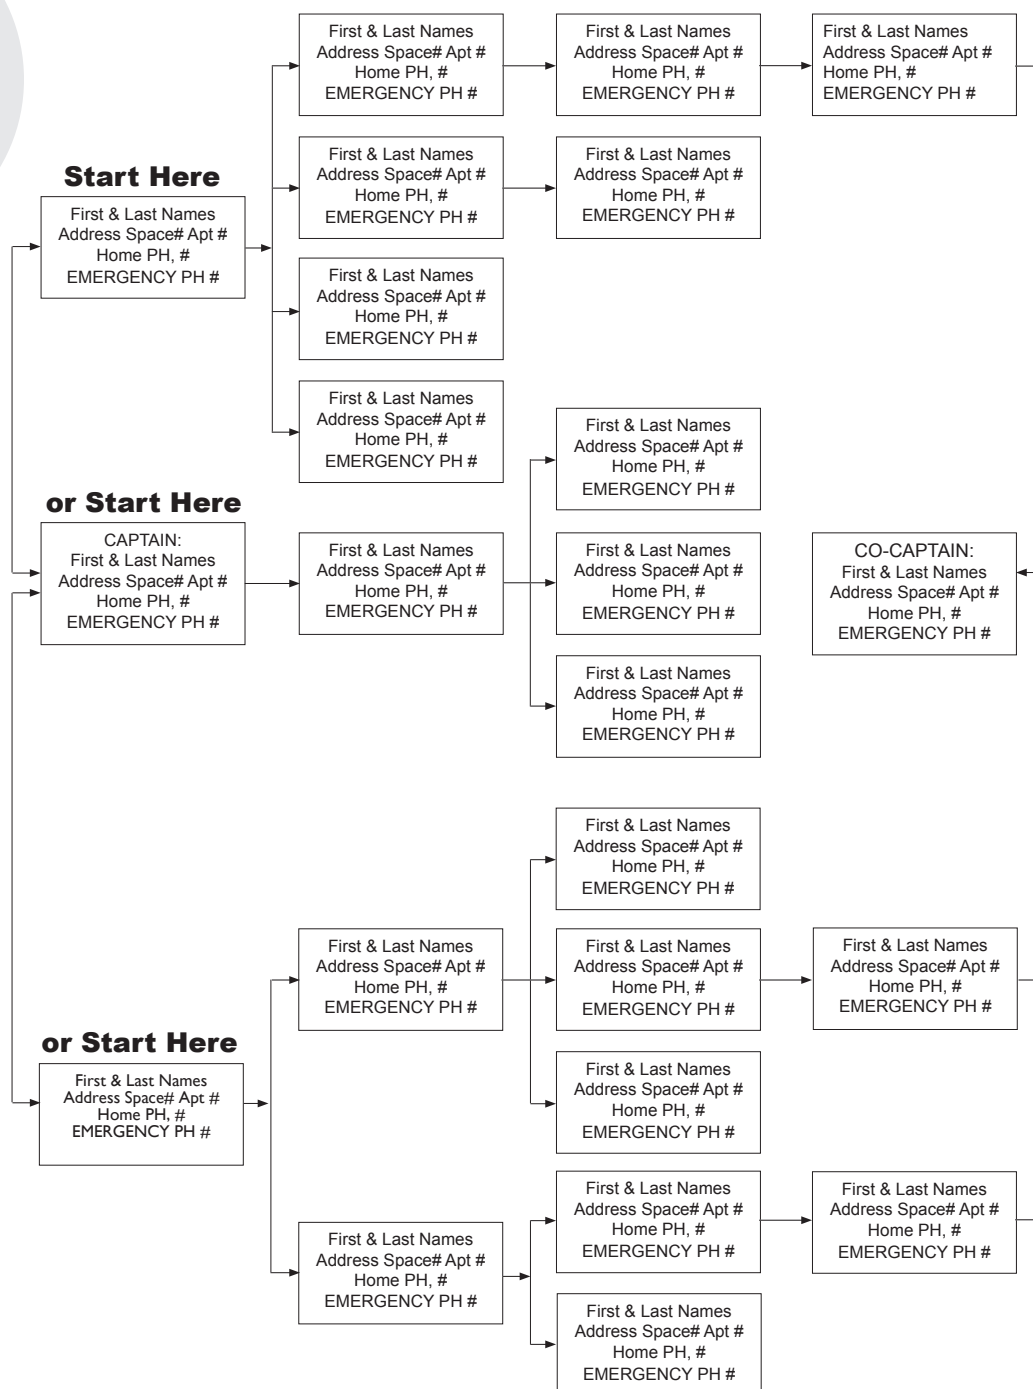 First & Last Names
Address Space# Apt #
Home PH, #
EMERGENCY PH #
First & Last Names
Address Space# Apt #
Home PH, #
EMERGENCY PH #
First & Last Names
Address Space# Apt #
Home PH, #
EMERGENCY PH #
First & Last Names
Address Space# Apt #
Home PH, #
EMERGENCY PH #
First & Last Names
Address Space# Apt #
Home PH, #
EMERGENCY PH #
Start Here
First & Last Names
Address Space# Apt #
Home PH, #
EMERGENCY PH #
First & Last Names
Address Space# Apt #
Home PH, #
EMERGENCY PH #
First & Last Names
Address Space# Apt #
Home PH, #
EMERGENCY PH #
First & Last Names
Address Space# Apt #
Home PH, #
EMERGENCY PH #
or Start Here
CAPTAIN:
First & Last Names
Address Space# Apt #
Home PH, #
EMERGENCY PH #
First & Last Names
Address Space# Apt #
Home PH, #
EMERGENCY PH #
First & Last Names
Address Space# Apt #
Home PH, #
EMERGENCY PH #
CO-CAPTAIN:
First & Last Names
Address Space# Apt #
Home PH, #
EMERGENCY PH #
First & Last Names
Address Space# Apt #
Home PH, #
EMERGENCY PH #
First & Last Names
Address Space# Apt #
Home PH, #
EMERGENCY PH #
First & Last Names
Address Space# Apt #
Home PH, #
EMERGENCY PH #
First & Last Names
Address Space# Apt #
Home PH, #
EMERGENCY PH #
First & Last Names
Address Space# Apt #
Home PH, #
EMERGENCY PH #
or Start Here
First & Last Names
Address Space# Apt #
Home PH, #
EMERGENCY PH #
First & Last Names
Address Space# Apt #
Home PH, #
EMERGENCY PH #
First & Last Names
Address Space# Apt #
Home PH, #
EMERGENCY PH #
First & Last Names
Address Space# Apt #
Home PH, #
EMERGENCY PH #
First & Last Names
Address Space# Apt #
Home PH, #
EMERGENCY PH #
First & Last Names
Address Space# Apt #
Home PH, #
EMERGENCY PH #